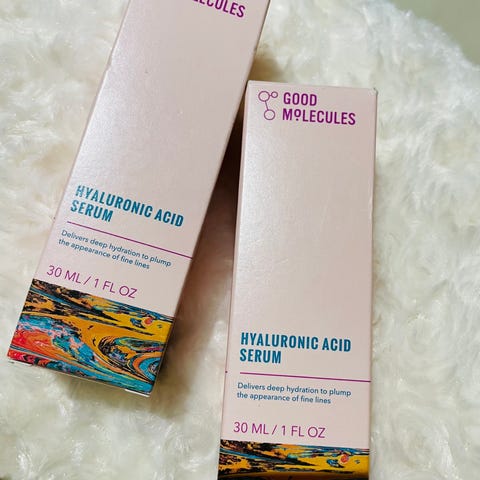 HYALURONIC ACID
SERUM
Delivers deep hydration to plump
the appearance of fine lines
30 ML / 1 FL OZ
GOOD
MOLECULES
HYALURONIC ACID
SERUM
Delivers deep hydration to plump
the appearance of fine lines
30 ML / 1 FL OZ